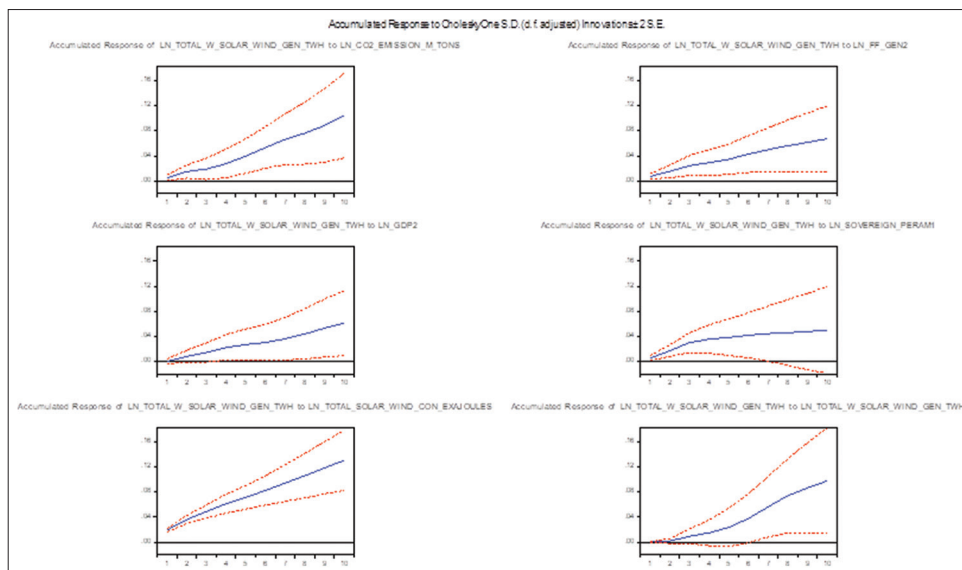 Accumulated Response to Cholesky One S.D. (d.f. adjusted) Innovations ± 2 S.E.
Accumulated Response of LN_TOTAL_W_SOLAR_WIND_GEN_TWH to LN_CO2_EMISSION_M_TONS
.16
.12
.08
.04
.00
1 2 3 4 5 6 7 8 9 10
Accumulated Response of LN_TOTAL_W_SOLAR_WIND_GEN_TWH to LN_FF_GEN2
.16
.12
.08
.04
.00
1 2 3 4 5 6 7 8 9 10
Accumulated Response of LN_TOTAL_W_SOLAR_WIND_GEN_TWH to LN_GDP2
.16
.12
.08
.04
.00
1 2 3 4 5 6 7 8 9 10
Accumulated Response of LN_TOTAL_W_SOLAR_WIND_GEN_TWH to LN_SOVEREIGN_PERAM1
.16
.12
.08
.04
.00
1 2 3 4 5 6 7 8 9 10
Accumulated Response of LN_TOTAL_W_SOLAR_WIND_GEN_TWH to LN_TOTAL_SOLAR_WIND_CON_EXAJOULES
.16
.12
.08
.04
.00
1 2 3 4 5 6 7 8 9 10
Accumulated Response of LN_TOTAL_W_SOLAR_WIND_GEN_TWH to LN_TOTAL_W_SOLAR_WIND_GEN_TWH
.16
.12
.08
.04
.00
1 2 3 4 5 6 7 8 9 10